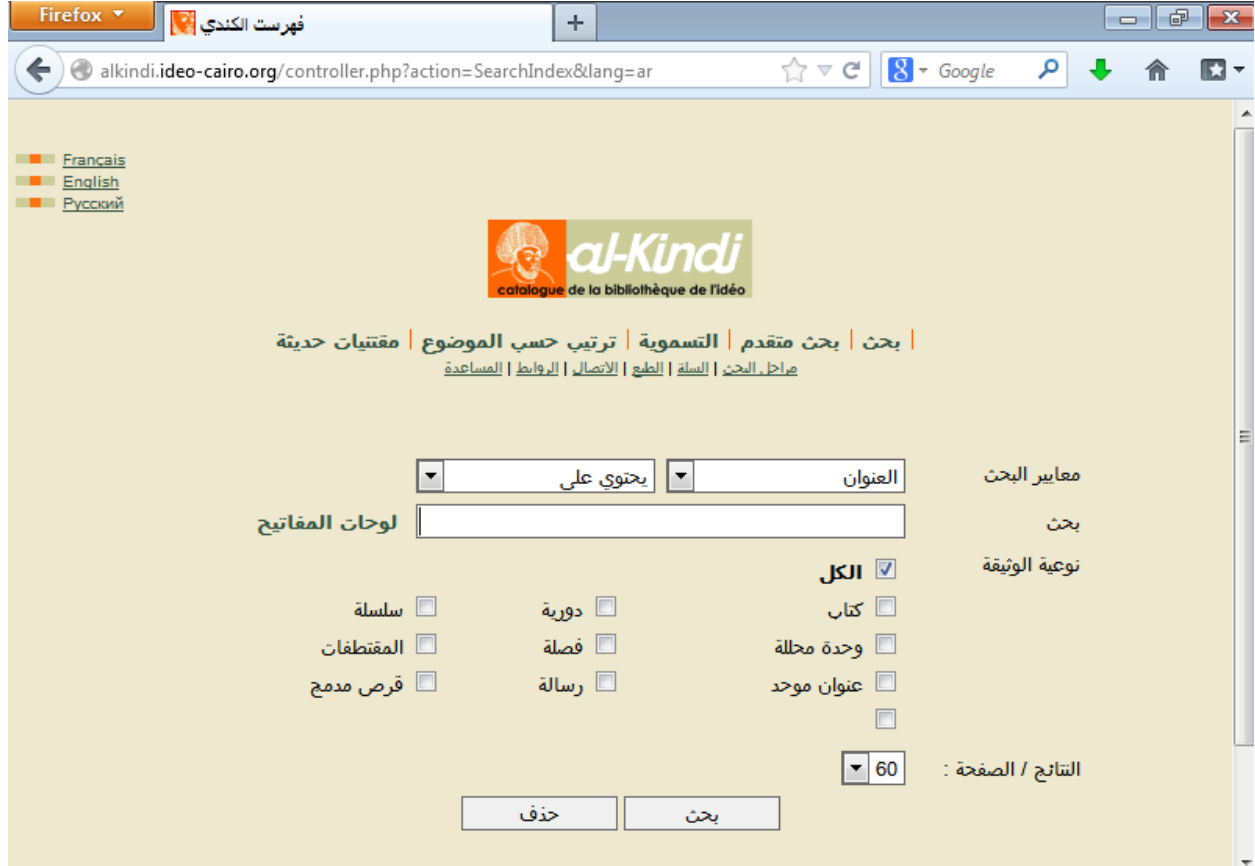 Firefox
فهرست الكندي
alkindi.ideo-cairo.org/controller.php?action=SearchIndex&lang=ar
Google
Français
English
Русский
al-Kindi
catalogue de la bibliothèque de l'idéo
بحث | بحث متقدم | التسموية | ترتيب حسب الموضوع | مقتنيات حديثة
مراحل البحث | السلة | الطبع | الاتصال | الروابط | المساعدة
معايير البحث العنوان يحتوي على
بحث لوحات المفاتيح
نوعية الوثيقة الكل
كتاب دورية سلسلة
وحدة محللة فصلة المقتطفات
عنوان موحد رسالة قرص مدمج
النتائج / الصفحة : 60
بحث حذف